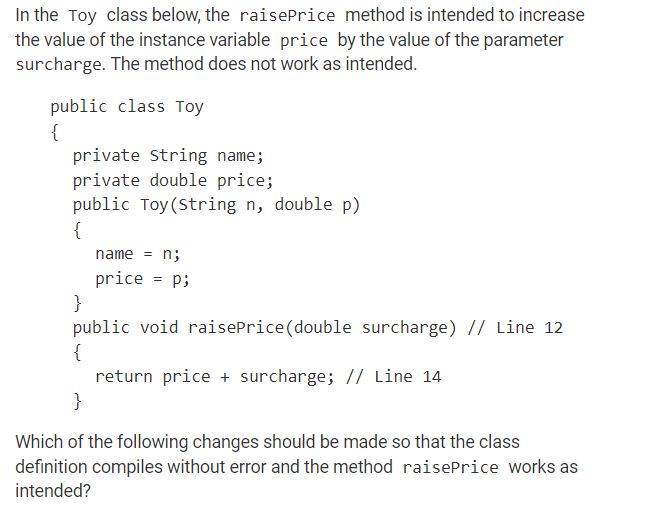 In the Toy class below, the raisePrice method is intended to increase
the value of the instance variable price by the value of the parameter
surcharge. The method does not work as intended.
public class Toy
{
private String name;
private double price;
public Toy(String n, double p)
{
name = n;
price = p;
}
public void raisePrice(double surcharge) // Line 12
{
return price + surcharge; // Line 14
}
Which of the following changes should be made so that the class
definition compiles without error and the method raisePrice works as
intended?